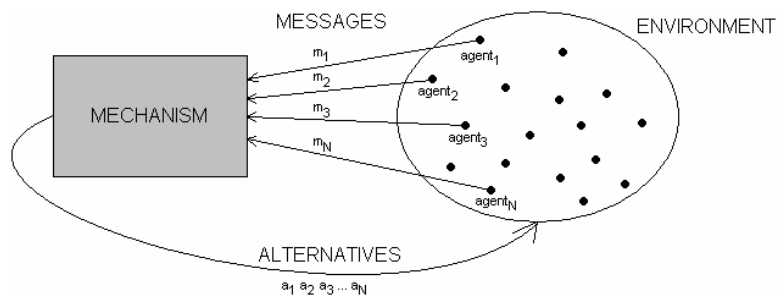 MESSAGES
ENVIRONMENT
m1
agent1
m2
agent2
MECHANISM
m3
agent3
mN
agentN
ALTERNATIVES
a1 a2 a3 ... aN